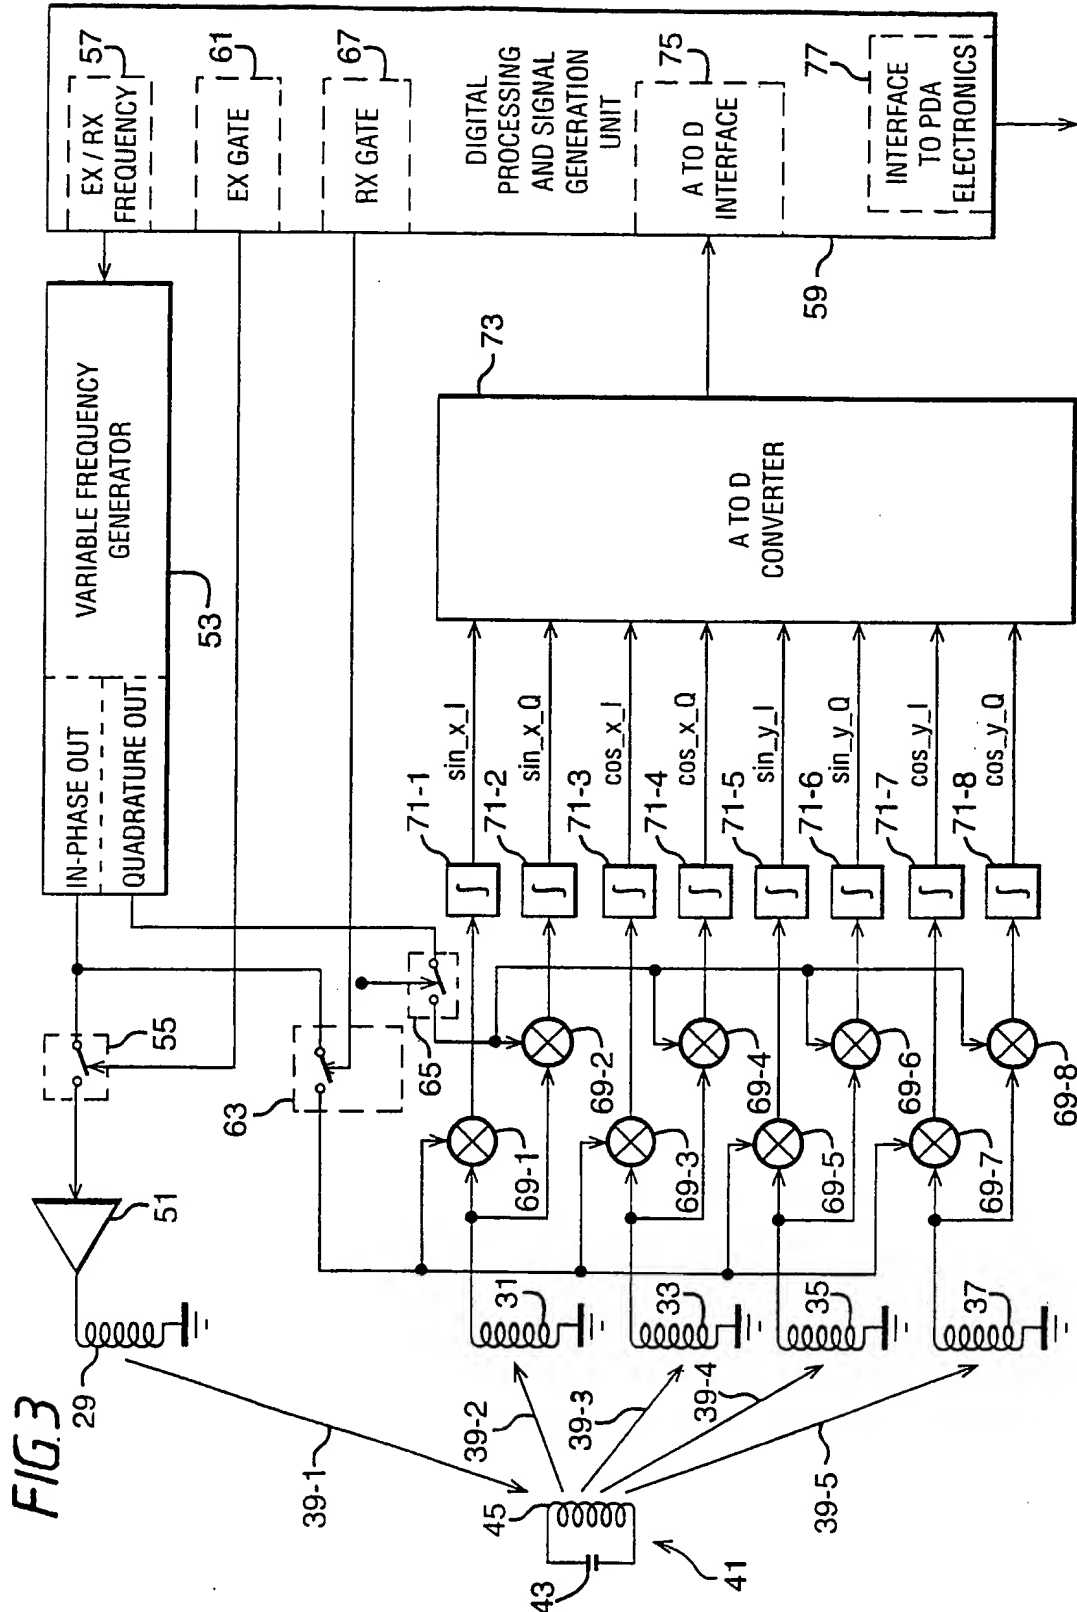 FIG. 3
29
51
55
IN-PHASE OUT
QUADRATURE OUT
VARIABLE FREQUENCY
GENERATOR
53
EX / RX
FREQUENCY
57
EX GATE
61
RX GATE
67
DIGITAL
PROCESSING
AND SIGNAL
GENERATION
UNIT
A TO D
INTERFACE
75
INTERFACE
TO PDA
ELECTRONICS
77
59
63
65
39-1
39-2
39-3
39-4
39-5
45
43
41
31
33
35
37
69-1
69-2
69-3
69-4
69-5
69-6
69-7
69-8
∫
∫
∫
∫
∫
∫
∫
∫
71-1
71-2
71-3
71-4
71-5
71-6
71-7
71-8
sin_x_I
sin_x_Q
cos_x_I
cos_x_Q
sin_y_I
sin_y_Q
cos_y_I
cos_y_Q
A TO D
CONVERTER
73